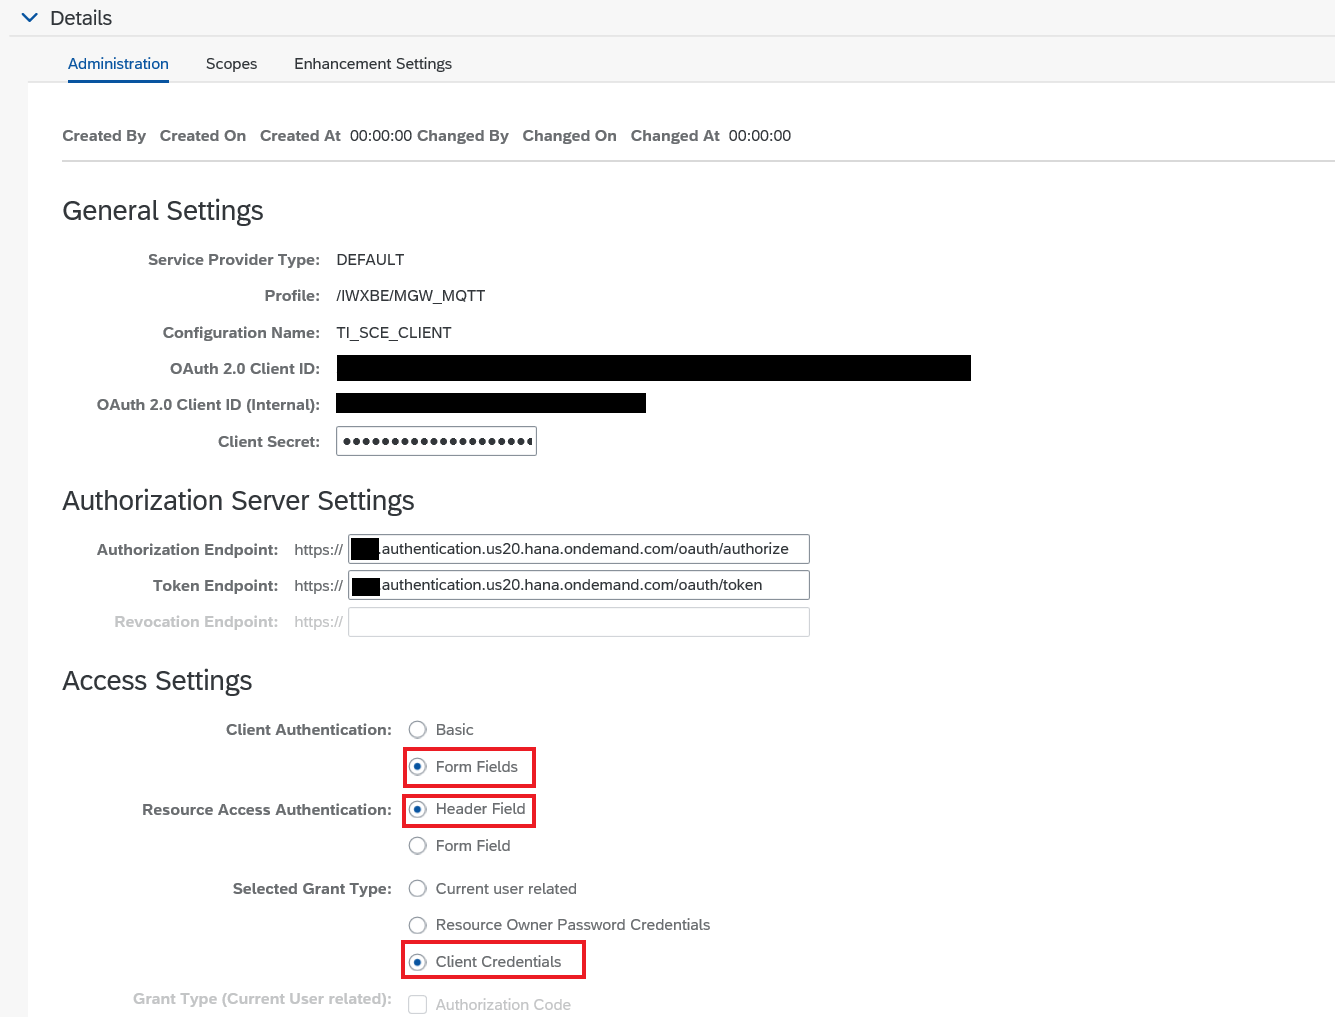 Details
Administration Scopes Enhancement Settings
Created By Created On Created At 00:00:00 Changed By Changed On Changed At 00:00:00
General Settings
Service Provider Type: DEFAULT
Profile: /IWXBE/MGW_MQTT
Configuration Name: TI_SCE_CLIENT
OAuth 2.0 Client ID:
OAuth 2.0 Client ID (Internal):
Client Secret:
Authorization Server Settings
Authorization Endpoint: https:// .authentication.us20.hana.ondemand.com/oauth/authorize
Token Endpoint: https:// authentication.us20.hana.ondemand.com/oauth/token
Revocation Endpoint: https://
Access Settings
Client Authentication: Basic
Form Fields
Resource Access Authentication: Header Field
Form Field
Selected Grant Type: Current user related
Resource Owner Password Credentials
Client Credentials
Grant Type (Current User related): Authorization Code